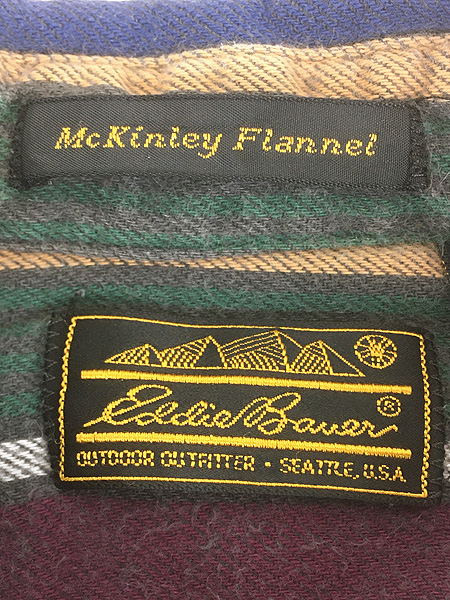 McKinley Flannel
Eddie Bauer®
OUTDOOR OUTFITTER • SEATTLE, U.S.A.